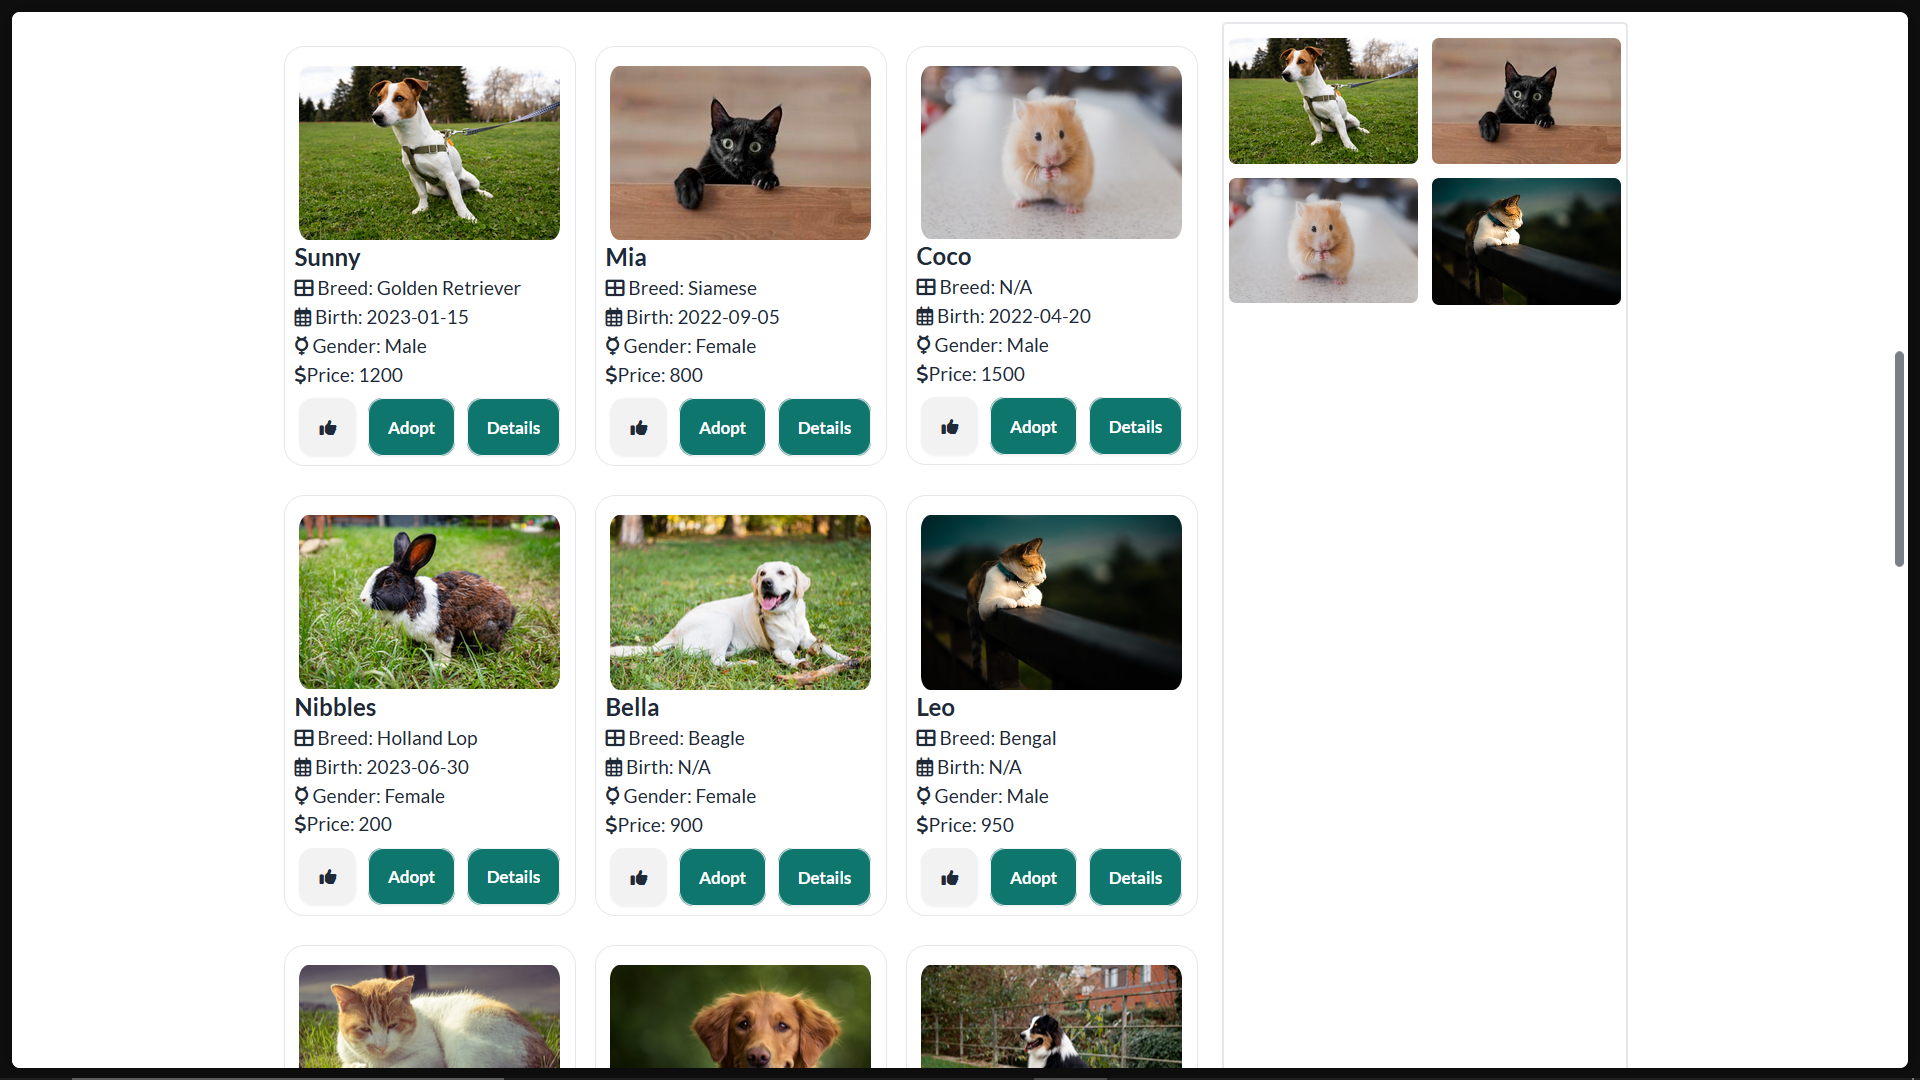 Sunny
Breed: Golden Retriever
Birth: 2023-01-15
Gender: Male
$Price: 1200
Adopt
Details
Mia
Breed: Siamese
Birth: 2022-09-05
Gender: Female
$Price: 800
Adopt
Details
Coco
Breed: N/A
Birth: 2022-04-20
Gender: Male
$Price: 1500
Adopt
Details
Nibbles
Breed: Holland Lop
Birth: 2023-06-30
Gender: Female
$Price: 200
Adopt
Details
Bella
Breed: Beagle
Birth: N/A
Gender: Female
$Price: 900
Adopt
Details
Leo
Breed: Bengal
Birth: N/A
Gender: Male
$Price: 950
Adopt
Details